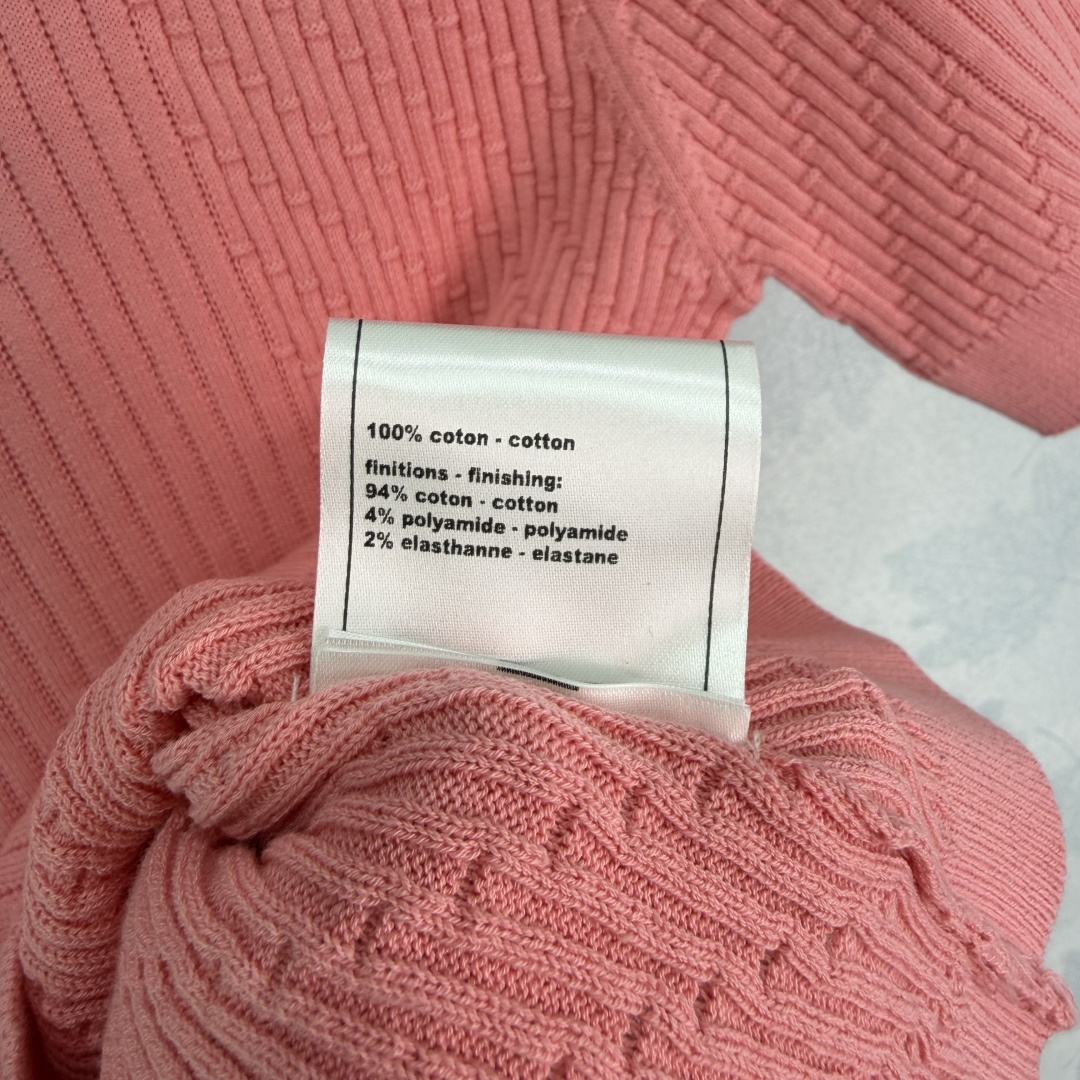 100% coton - cotton
finitions - finishing:
94% coton - cotton
4% polyamide - polyamide
2% elasthanne - elastane